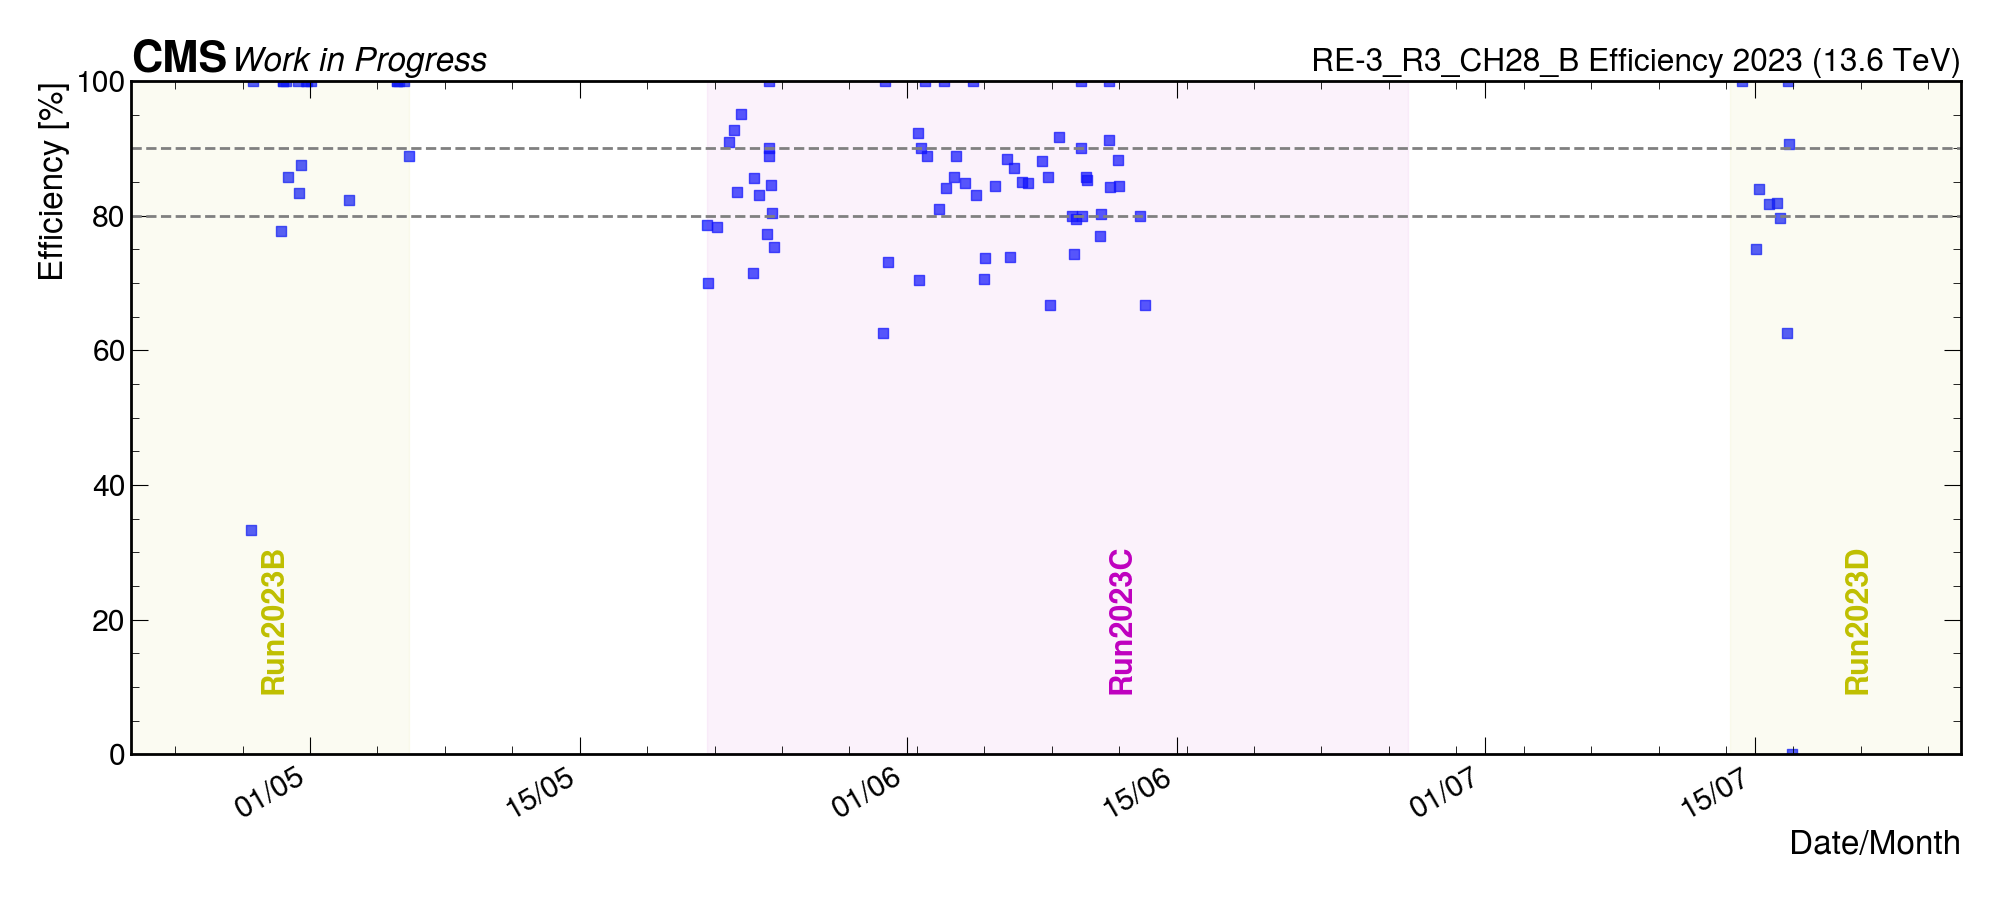 CMS Work in Progress
RE-3_R3_CH28_B Efficiency 2023 (13.6 TeV)
Efficiency [%]
100
80
60
40
20
0
Run2023B
Run2023C
Run2023D
01/05
15/05
01/06
15/06
01/07
15/07
Date/Month